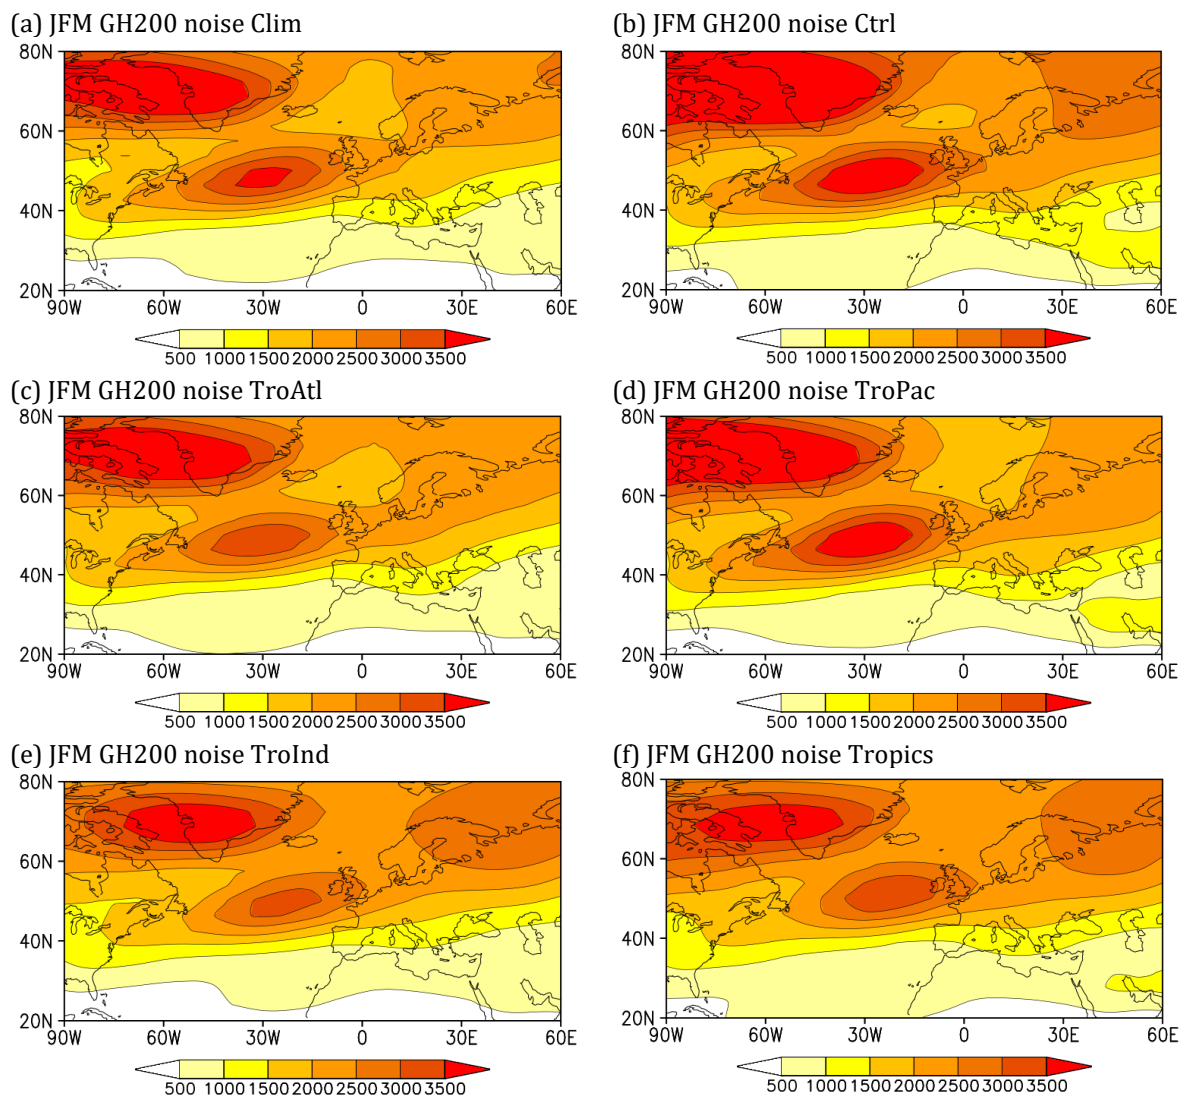 (a) JFM GH200 noise Clim
(b) JFM GH200 noise Ctrl
80N
60N
40N
20N
90W 60W 30W 0 30E 60E
500 1000 1500 2000 2500 3000 3500
80N
60N
40N
20N
90W 60W 30W 0 30E 60E
500 1000 1500 2000 2500 3000 3500
(c) JFM GH200 noise TroAtl
(d) JFM GH200 noise TroPac
80N
60N
40N
20N
90W 60W 30W 0 30E 60E
500 1000 1500 2000 2500 3000 3500
80N
60N
40N
20N
90W 60W 30W 0 30E 60E
500 1000 1500 2000 2500 3000 3500
(e) JFM GH200 noise TroInd
(f) JFM GH200 noise Tropics
80N
60N
40N
20N
90W 60W 30W 0 30E 60E
500 1000 1500 2000 2500 3000 3500
80N
60N
40N
20N
90W 60W 30W 0 30E 60E
500 1000 1500 2000 2500 3000 3500